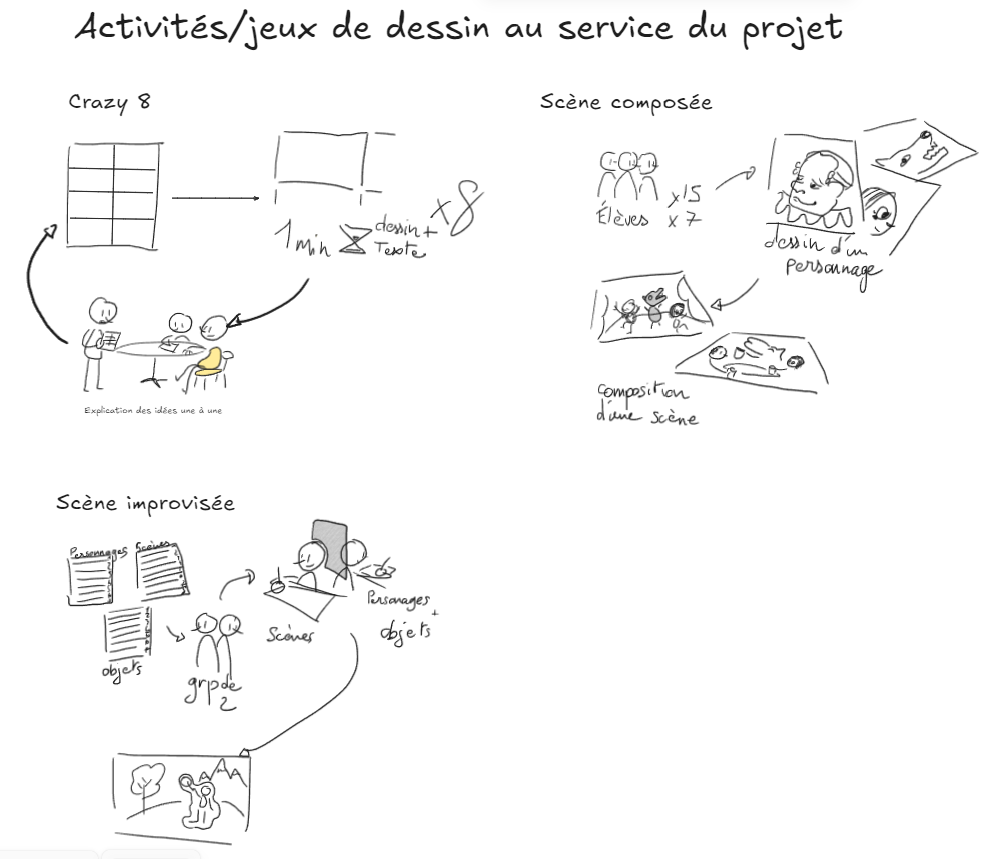 Activités/jeux de dessin au service du projet
Crazy 8
1 min
dessin +
Texte
x8
Explication des idées une à une
Scène composée
Élèves
x15
x7
dessin d'un
personnage
composition
d'une scène
Scène improvisée
Personnages
Scènes
objets
grp de
2
Scènes
Personages
+
objets